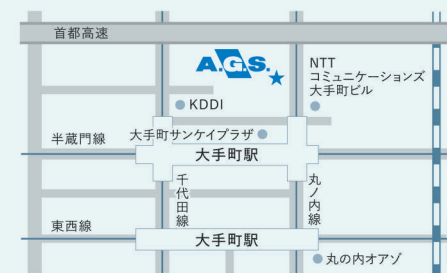 首都高速
A.G.S.
NTT
コミュニケーションズ
大手町ビル
KDDI
大手町サンケイプラザ
半蔵門線
大手町駅
千代田線
丸ノ内線
東西線
大手町駅
丸の内オアゾ